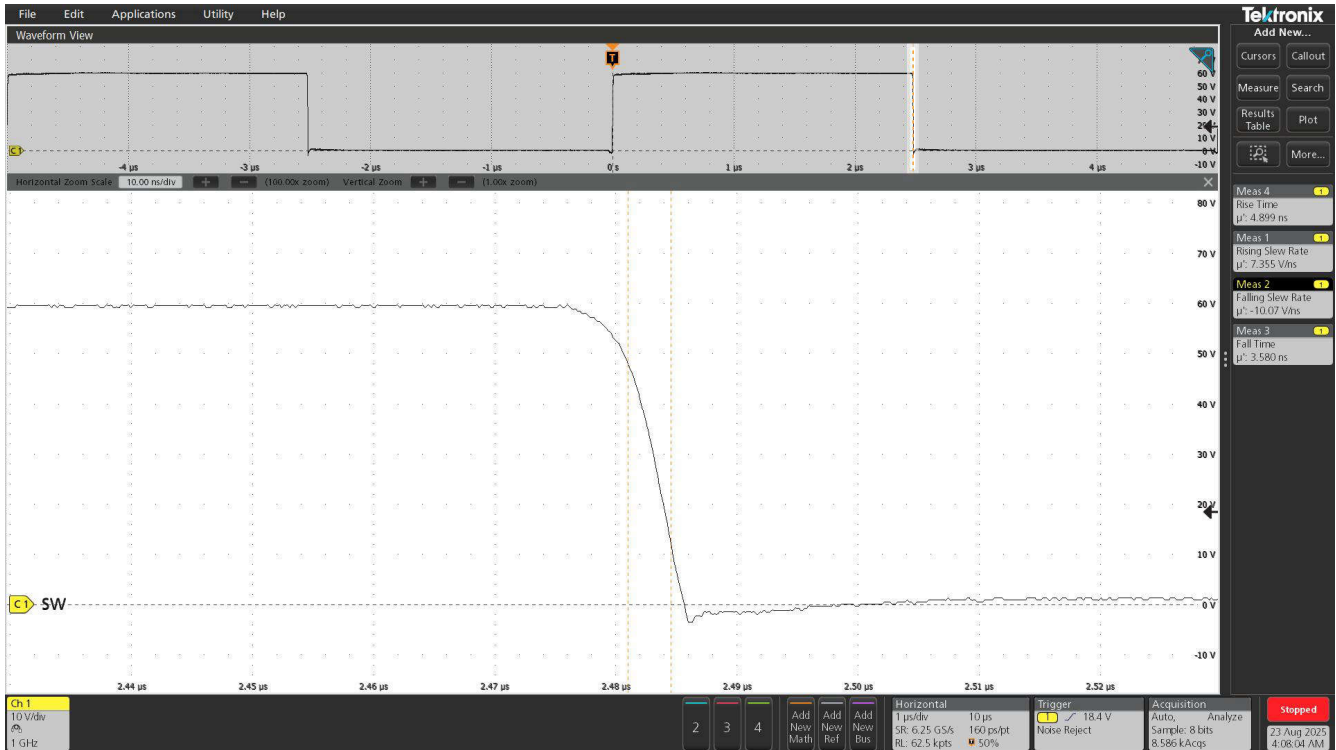 File Edit Applications Utility Help
Tektronix
Waveform View
Add New...
T
60 V
50 V
40 V
30 V
10 V
0 V
-10 V
C1
-4 µs -3 µs -2 µs -1 µs 0 s 1 µs 2 µs 3 µs 4 µs
Cursors Callout
Measure Search
Results Table Plot
More...
Horizontal Zoom Scale 10.00 ns/div + - (100.00x zoom) Vertical Zoom + - (1.00x zoom)
80 V
70 V
60 V
50 V
40 V
30 V
20 V
10 V
C1 SW
0 V
-10 V
2.44 µs 2.45 µs 2.46 µs 2.47 µs 2.48 µs 2.49 µs 2.50 µs 2.51 µs 2.52 µs
Meas 4 1
Rise Time
µ': 4.899 ns
Meas 1 1
Rising Slew Rate
µ': 7.355 V/ns
Meas 2 1
Falling Slew Rate
µ': -10.07 V/ns
Meas 3 1
Fall Time
µ': 3.580 ns
Ch 1
10 V/div
1 GHz
2 3 4
Add New Math
Add New Ref
Add New Bus
Horizontal
1 µs/div 10 µs
SR: 6.25 GS/s 160 ps/pt
RL: 62.5 kpts 50%
Trigger
1 18.4 V
Noise Reject
Acquisition
Auto, Analyze
Sample: 8 bits
8.586 kAcqs
Stopped
23 Aug 2025
4:08:04 AM